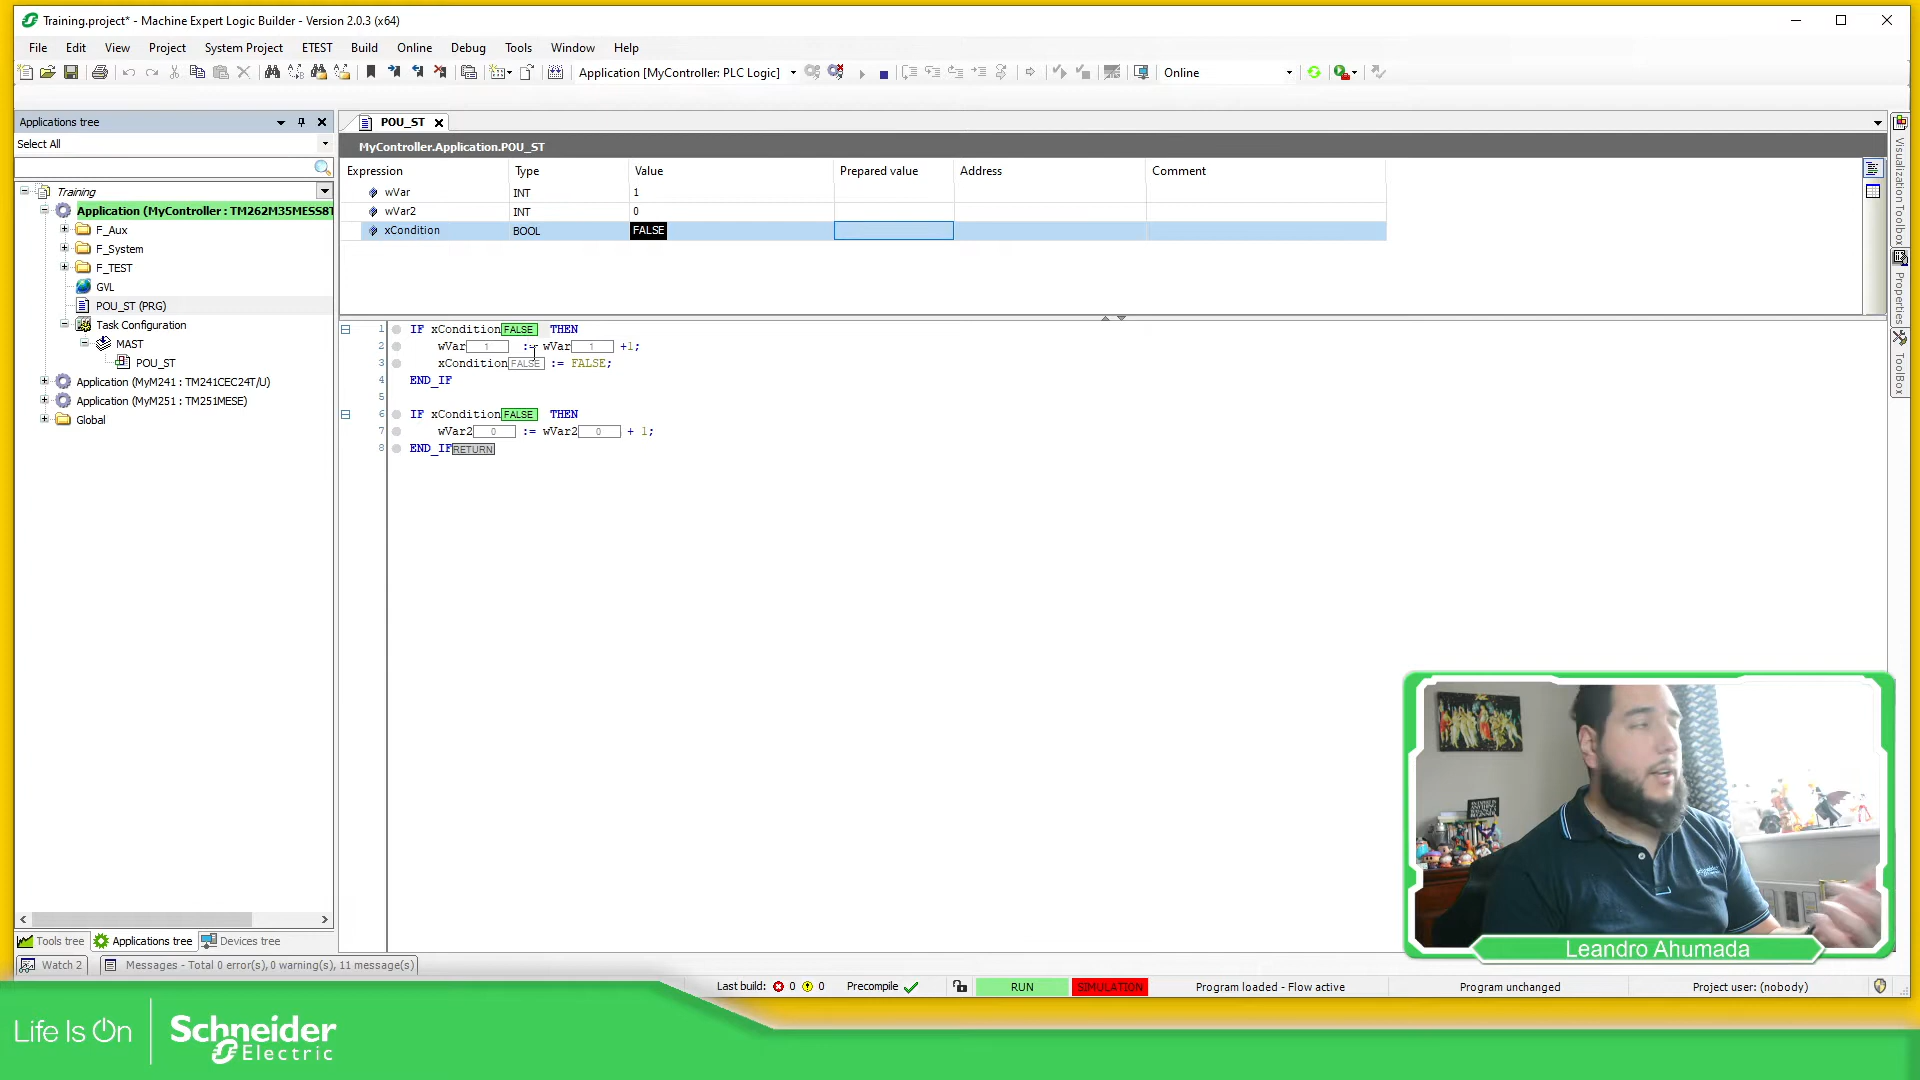 Training.project* - Machine Expert Logic Builder - Version 2.0.3 (x64)
File Edit View Project System Project ETEST Build Online Debug Tools Window Help
Application [MyController: PLC Logic] Online
Applications tree
Select All
Training
Application (MyController : TM262M35MESS8T
F_Aux
F_System
F_TEST
GVL
POU_ST (PRG)
Task Configuration
MAST
POU_ST
Application (MyM241 : TM241CEC24T/U)
Application (MyM251 : TM251MESE)
Global
Tools tree Applications tree Devices tree
POU_ST
MyController.Application.POU_ST
Expression Type Value Prepared value Address Comment
wVar INT 1
wVar2 INT 0
xCondition BOOL FALSE
1 IF xCondition FALSE THEN
2 wVar 1 := wVar 1 +1;
3 xCondition FALSE := FALSE;
4 END_IF
5
6 IF xCondition FALSE THEN
7 wVar2 0 := wVar2 0 + 1;
8 END_IF RETURN
Visualization Toolbox
Properties
ToolBox
Leandro Ahumada
Watch 2 Messages - Total 0 error(s), 0 warning(s), 11 message(s)
Last build: 0 0 Precompile RUN SIMULATION Program loaded - Flow active Program unchanged Project user: (nobody)
Life Is On
Schneider
Electric